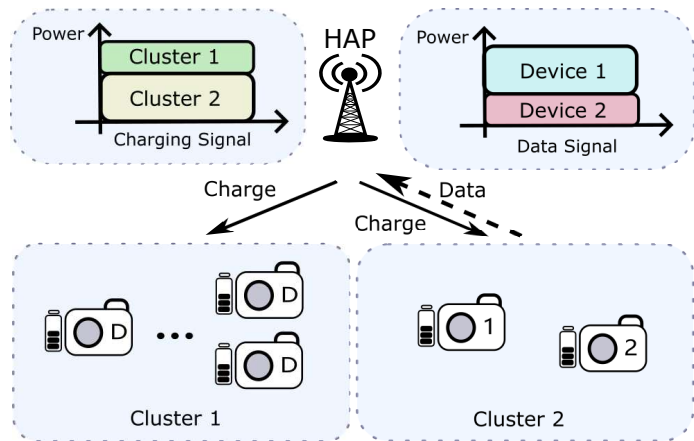 Power
Cluster 1
Cluster 2
Charging Signal
HAP
Power
Device 1
Device 2
Data Signal
Charge
Data
Charge
D
D
D
Cluster 1
1
2
Cluster 2